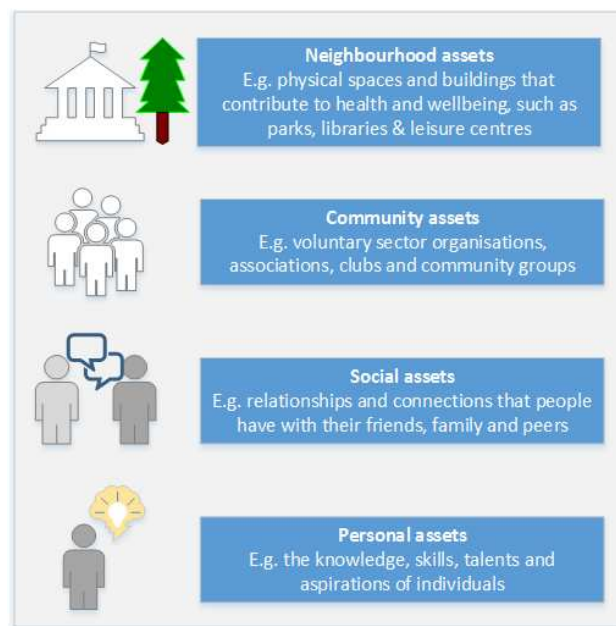 Neighbourhood assets
E.g. physical spaces and buildings that
contribute to health and wellbeing, such as
parks, libraries & leisure centres
Community assets
E.g. voluntary sector organisations,
associations, clubs and community groups
Social assets
E.g. relationships and connections that people
have with their friends, family and peers
Personal assets
E.g. the knowledge, skills, talents and
aspirations of individuals